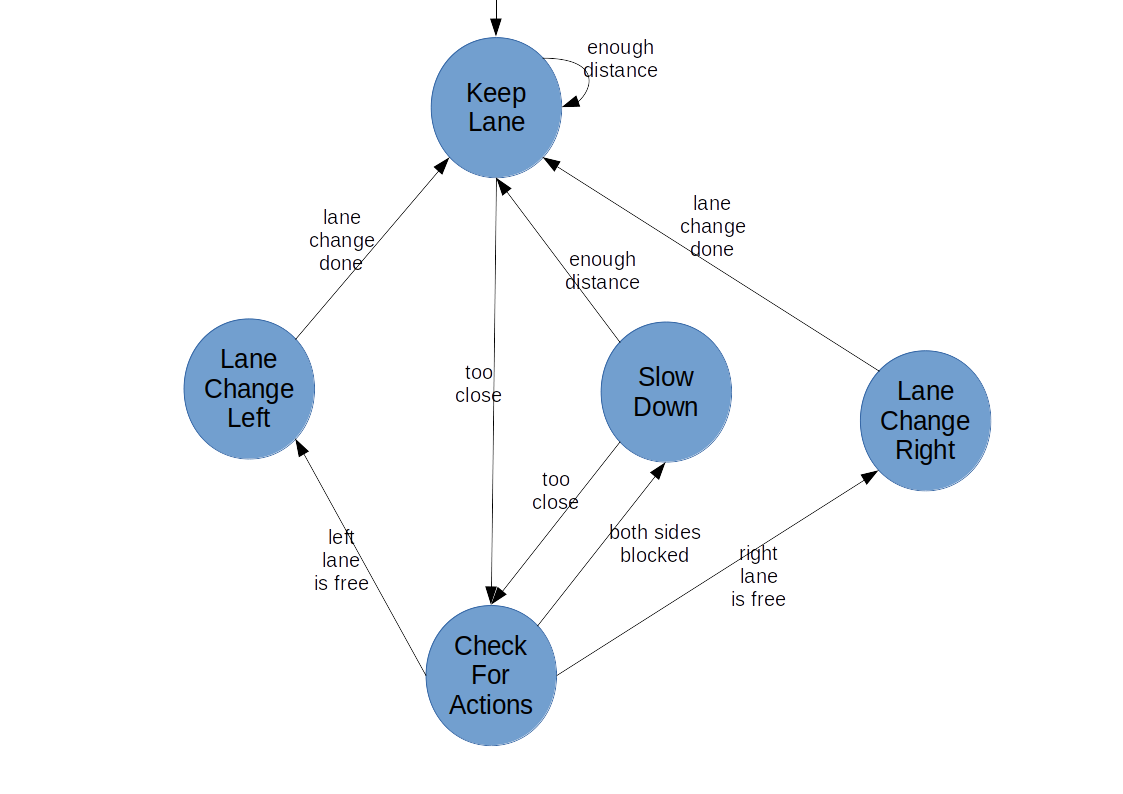 enough
distance
Keep
Lane
lane
change
done
lane
change
done
enough
distance
Lane
Change
Left
too
close
Slow
Down
Lane
Change
Right
too
close
left
lane
is free
both sides
blocked
right
lane
is free
Check
For
Actions